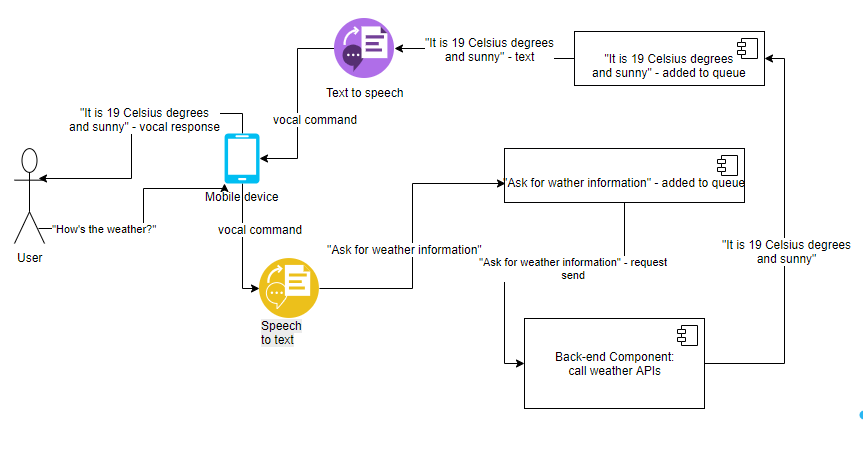 "It is 19 Celsius degrees
and sunny" - text
"It is 19 Celsius degrees
and sunny" - added to queue
Text to speech
"It is 19 Celsius degrees
and sunny" - vocal response
vocal command
"Ask for wather information" - added to queue
Mobile device
"How's the weather?"
vocal command
User
"Ask for weather information"
"Ask for weather information" - request
send
"It is 19 Celsius degrees
and sunny"
Speech
to text
Back-end Component:
call weather APIs